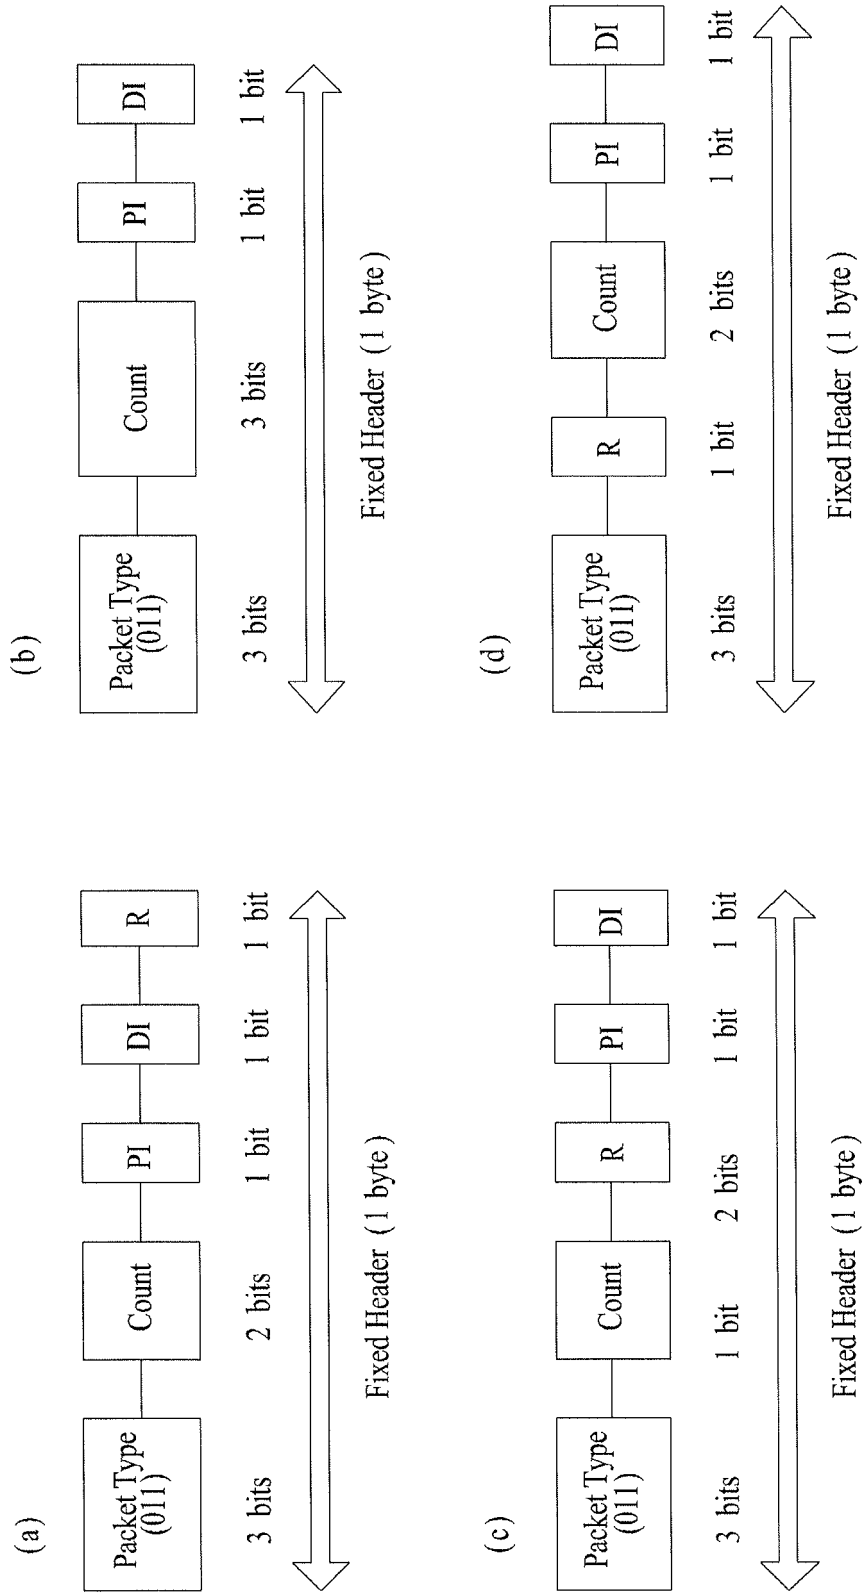 (a)
Packet Type
(011)
Count
PI
DI
R
3 bits
2 bits
1 bit
1 bit
1 bit
Fixed Header (1 byte)
(b)
Packet Type
(011)
Count
PI
DI
3 bits
3 bits
1 bit
1 bit
Fixed Header (1 byte)
(c)
Packet Type
(011)
Count
R
PI
DI
3 bits
1 bit
2 bits
1 bit
1 bit
Fixed Header (1 byte)
(d)
Packet Type
(011)
R
Count
PI
DI
3 bits
1 bit
2 bits
1 bit
1 bit
Fixed Header (1 byte)